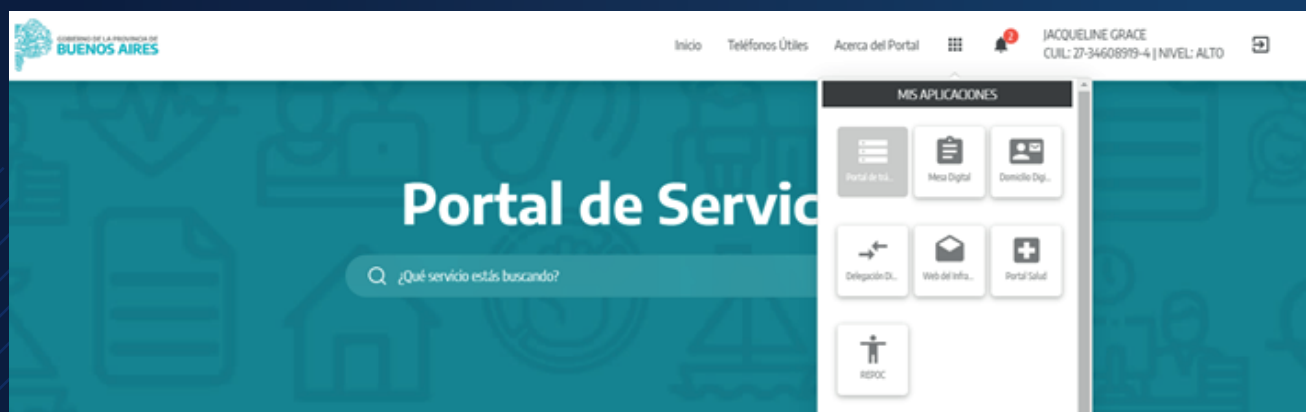 GOBIERNO DE LA PROVINCIA DE
BUENOS AIRES
Inicio
Teléfonos Útiles
Acerca del Portal
2
JACQUELINE GRACE
CUIL: 27-34608919-4 | NIVEL: ALTO
MIS APLICACIONES
Portal de trá...
Mesa Digital
Domicilio Digi...
Portal de Servic
¿Qué servicio estás buscando?
Delegación Di...
Web del Infra...
Portal Salud
REPOC